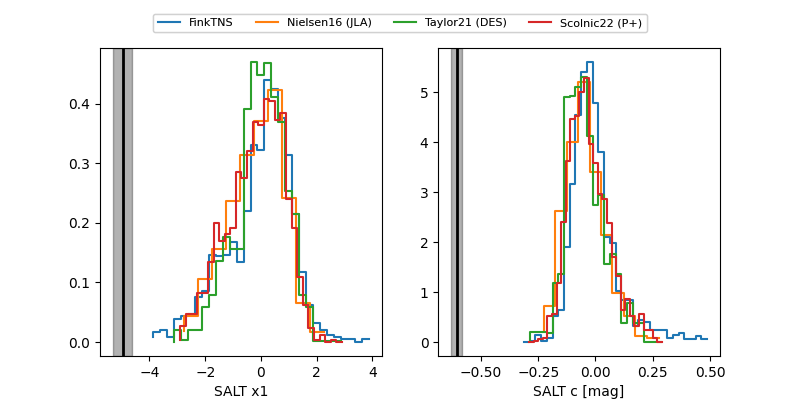 FinkTNS Nielsen16 (JLA) Taylor21 (DES) Scolnic22 (P+)
0.4
0.3
0.2
0.1
0.0
−4 −2 0 2 4
SALT x1
5
4
3
2
1
0
−0.50 −0.25 0.00 0.25 0.50
SALT c [mag]